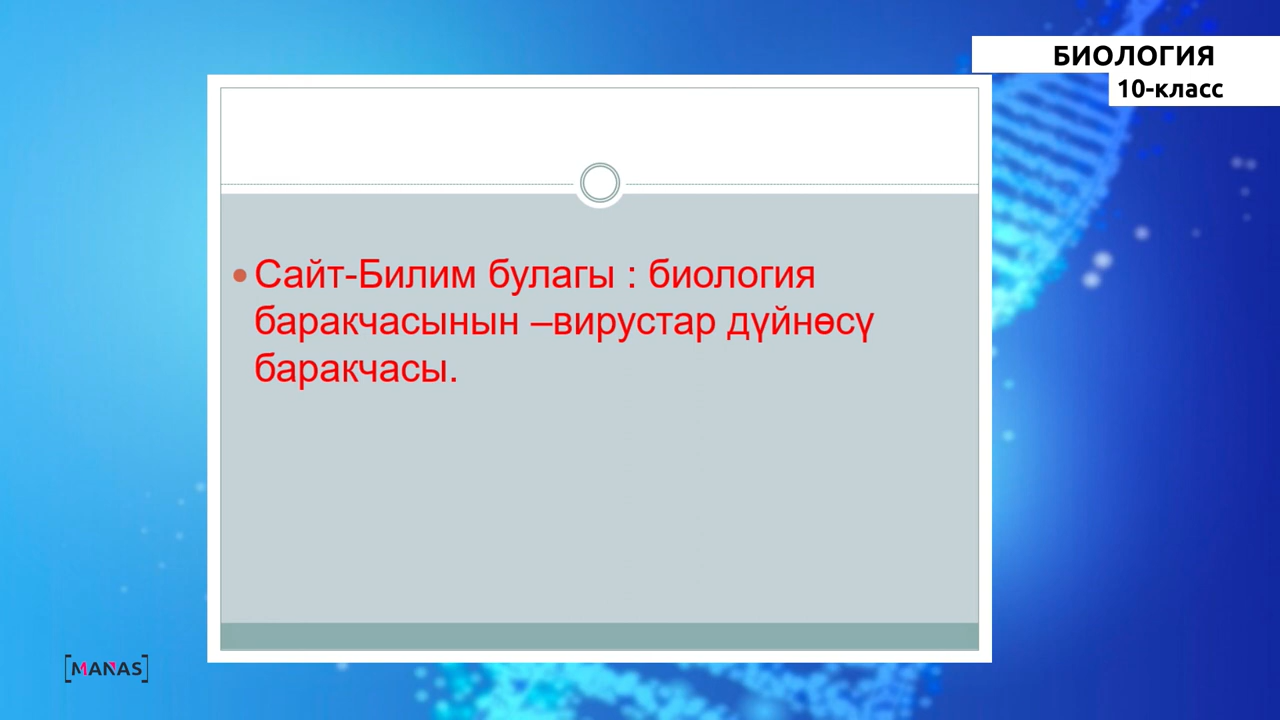 БИОЛОГИЯ
10-класс
Сайт-Билим булагы : биология
баракчасынын –вирустар дүйнөсү
баракчасы.
[MANAS]